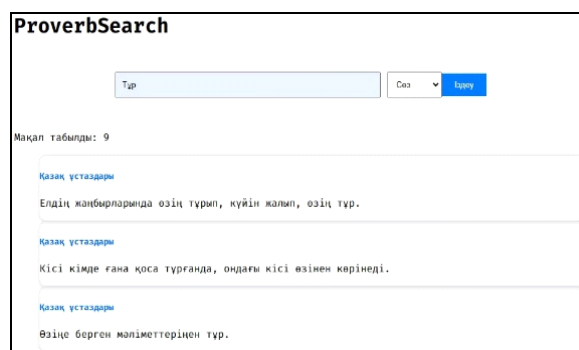 ProverbSearch
Тұр
Сөз
Іздеу
Мақал табылды: 9
Қазақ ұстаздары
Елдің жаңбырларында өзің тұрып, күйін жалып, өзің тұр.
Қазақ ұстаздары
Кісі кімде ғана қоса тұрғанда, ондағы кісі өзінен көрінеді.
Қазақ ұстаздары
Өзіңе берген мәліметтеріңен тұр.